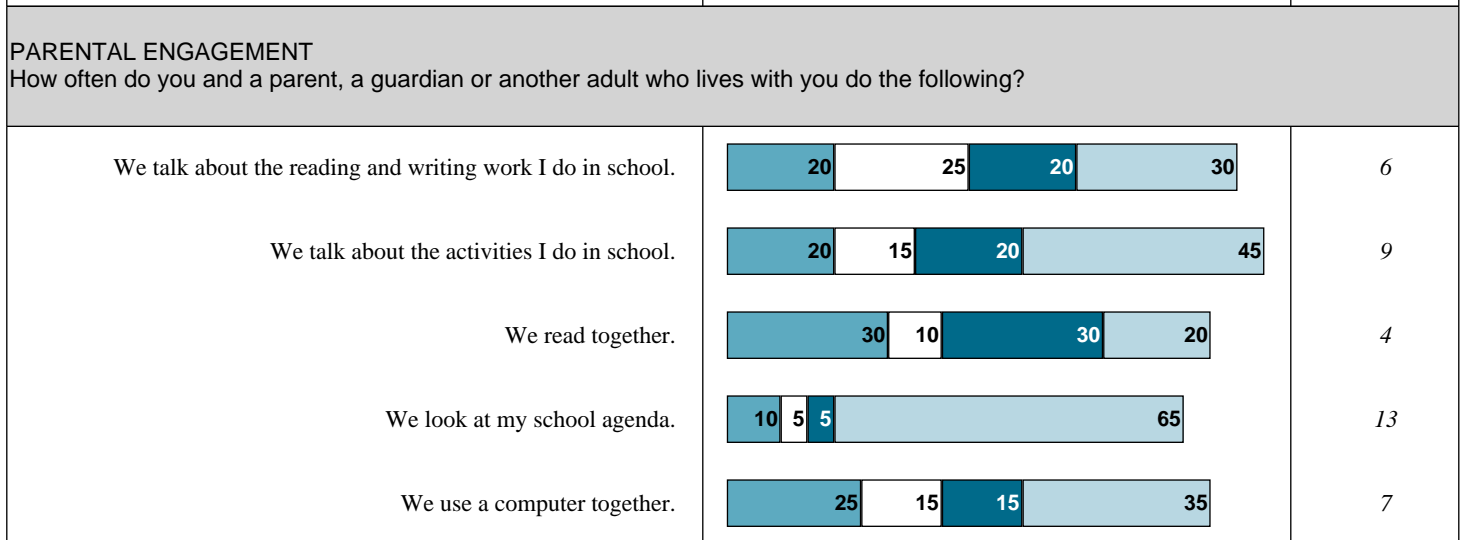 PARENTAL ENGAGEMENT
How often do you and a parent, a guardian or another adult who lives with you do the following?
We talk about the reading and writing work I do in school. 20 25 20 30 6
We talk about the activities I do in school. 20 15 20 45 9
We read together. 30 10 30 20 4
We look at my school agenda. 10 5 5 65 13
We use a computer together. 25 15 15 35 7